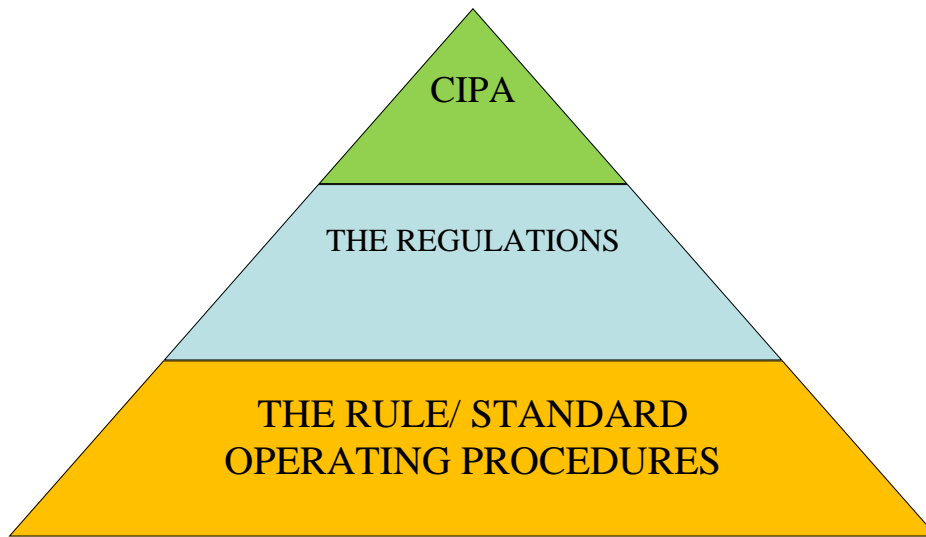 CIPA
THE REGULATIONS
THE RULE/ STANDARD
OPERATING PROCEDURES